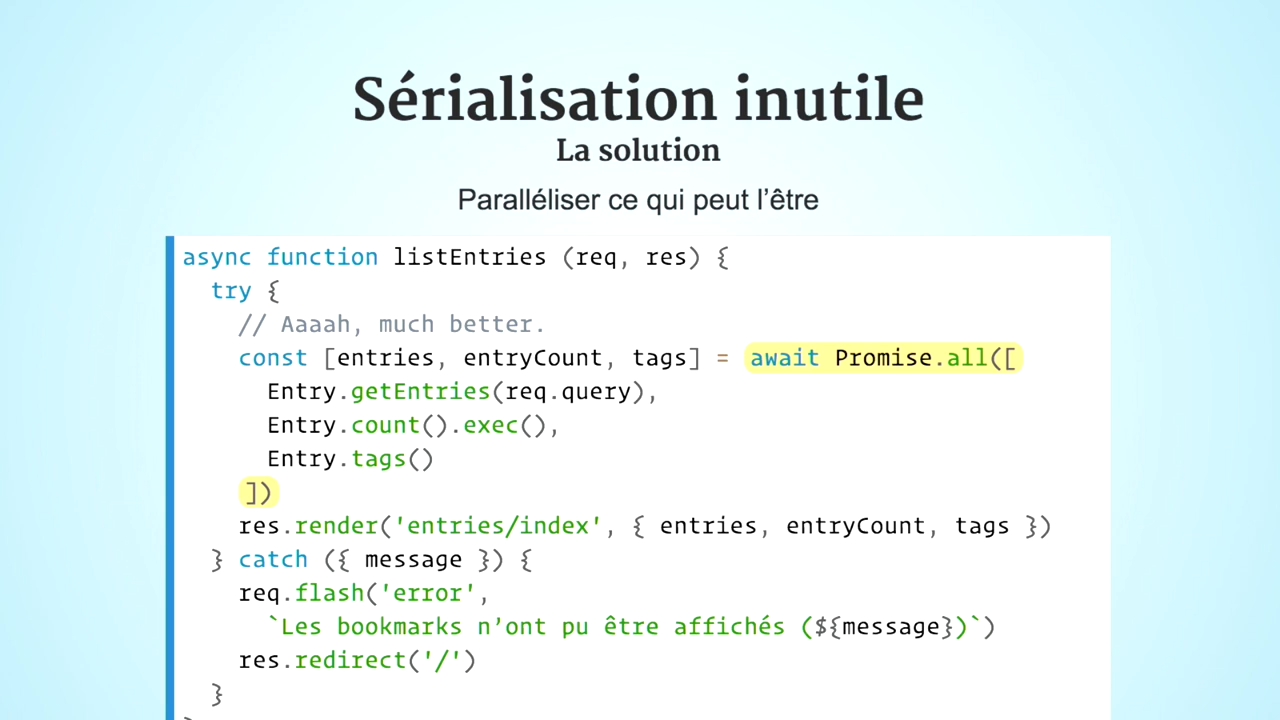 Sérialisation inutile
La solution
Paralléliser ce qui peut l’être
async function listEntries (req, res) {
  try {
    // Aaaah, much better.
    const [entries, entryCount, tags] = await Promise.all([
      Entry.getEntries(req.query),
      Entry.count().exec(),
      Entry.tags()
    ])
    res.render('entries/index', { entries, entryCount, tags })
  } catch ({ message }) {
    req.flash('error',
      `Les bookmarks n’ont pu être affichés (${message})`)
    res.redirect('/')
  }